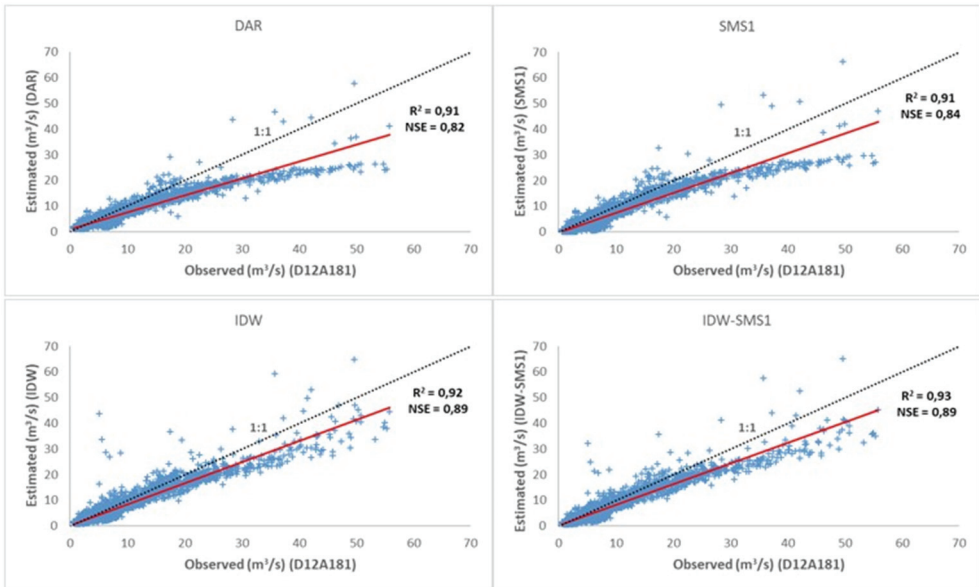 DAR
70
60
50
40
30
20
10
0
Estimated (m³/s) (DAR)
1:1
R² = 0,91
NSE = 0,82
0 10 20 30 40 50 60 70
Observed (m³/s) (D12A181)
SMS1
70
60
50
40
30
20
10
0
Estimated (m³/s) (SMS1)
1:1
R² = 0,91
NSE = 0,84
0 10 20 30 40 50 60 70
Observed (m³/s) (D12A181)
IDW
70
60
50
40
30
20
10
0
Estimated (m³/s) (IDW)
1:1
R² = 0,92
NSE = 0,89
0 10 20 30 40 50 60 70
Observed (m³/s) (D12A181)
IDW-SMS1
70
60
50
40
30
20
10
0
Estimated (m³/s) (IDW-SMS1)
1:1
R² = 0,93
NSE = 0,89
0 10 20 30 40 50 60 70
Observed (m³/s) (D12A181)